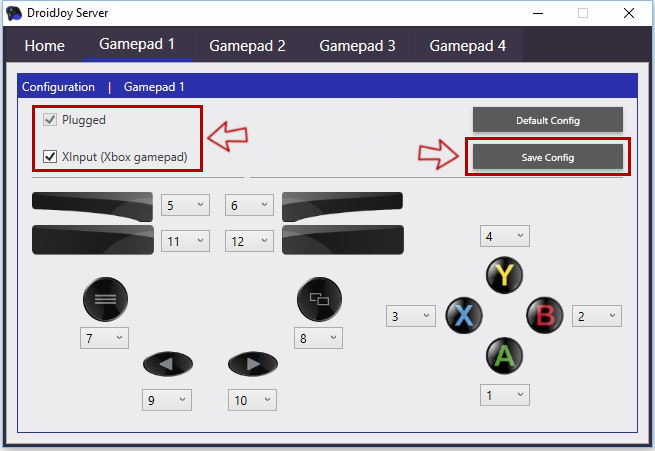 DroidJoy Server
Home Gamepad 1 Gamepad 2 Gamepad 3 Gamepad 4
Configuration | Gamepad 1
Plugged
Default Config
XInput (Xbox gamepad)
Save Config
5 6
11 12
4
Y
3 X B 2
7 8
A
9 10 1